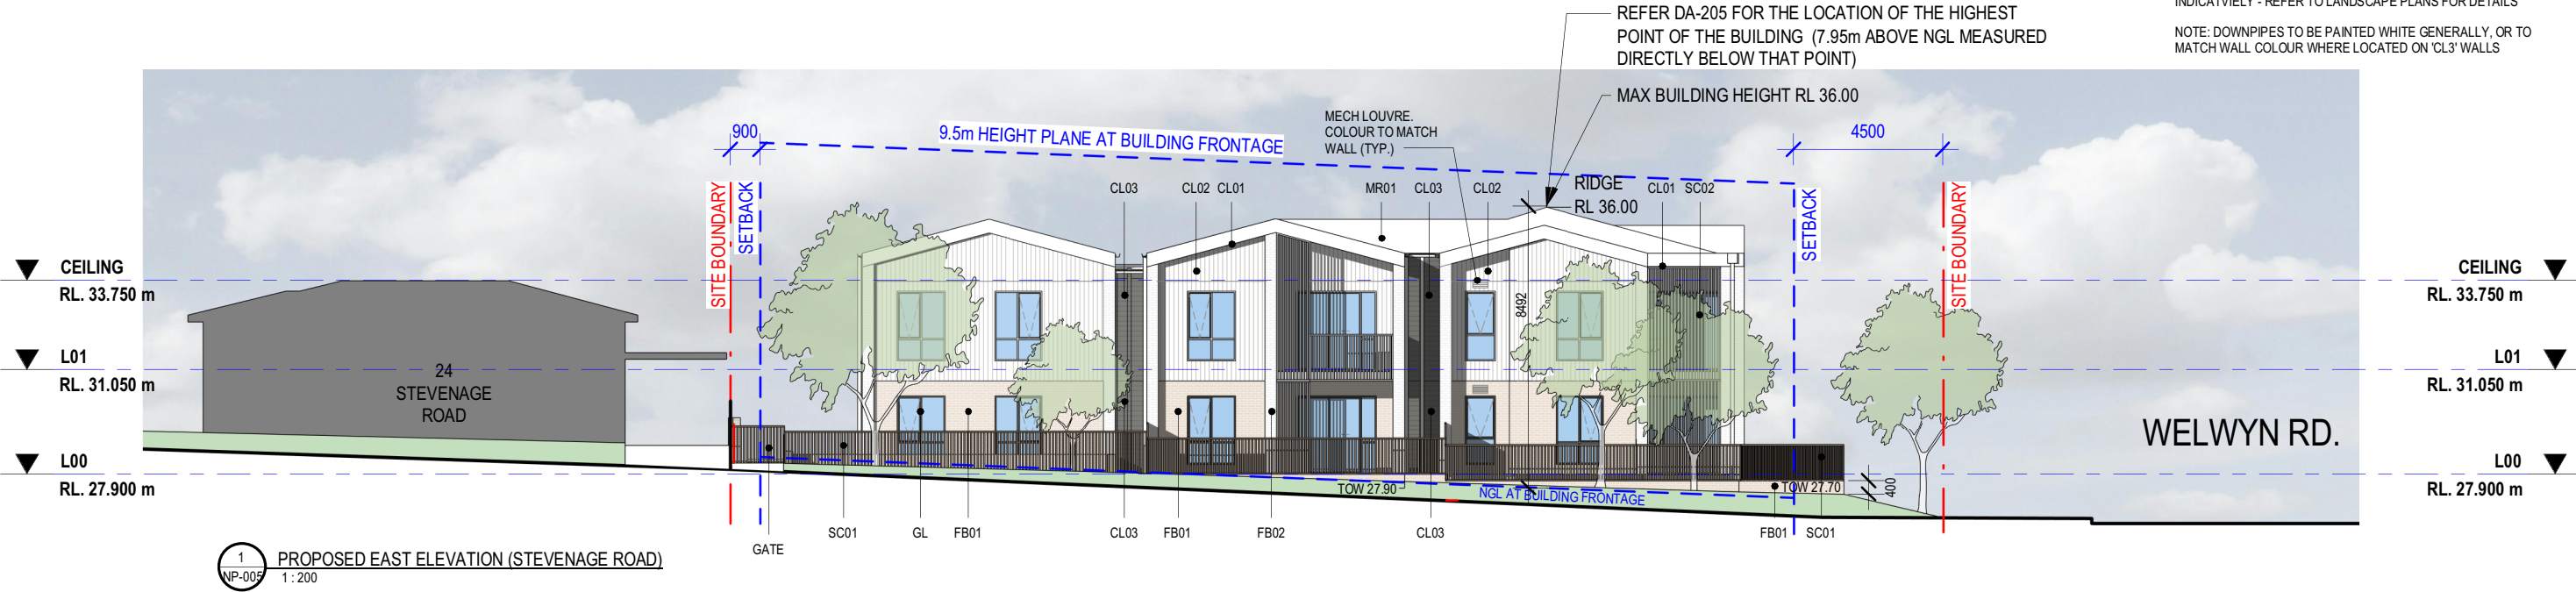 REFER DA-205 FOR THE LOCATION OF THE HIGHEST
POINT OF THE BUILDING (7.95m ABOVE NGL MEASURED
DIRECTLY BELOW THAT POINT)
INDICATVIELY - REFER TO LANDSCAPE PLANS FOR DETAILS
NOTE: DOWNPIPES TO BE PAINTED WHITE GENERALLY, OR TO
MATCH WALL COLOUR WHERE LOCATED ON 'CL3' WALLS
MAX BUILDING HEIGHT RL 36.00
MECH LOUVRE.
COLOUR TO MATCH
WALL (TYP.)
900
9.5m HEIGHT PLANE AT BUILDING FRONTAGE
4500
SITE BOUNDARY
SETBACK
CL03
CL02
CL01
MR01
CL03
CL02
RIDGE
RL 36.00
CL01
SC02
SETBACK
SITE BOUNDARY
CEILING
RL. 33.750 m
CEILING
RL. 33.750 m
8492
L01
RL. 31.050 m
24
STEVENAGE
ROAD
L01
RL. 31.050 m
WELWYN RD.
L00
RL. 27.900 m
TOW 27.90
NGL AT BUILDING FRONTAGE
TOW 27.70
400
L00
RL. 27.900 m
GATE
SC01
GL
FB01
CL03
FB01
FB02
CL03
FB01
SC01
1
NP-005
PROPOSED EAST ELEVATION (STEVENAGE ROAD)
1 : 200